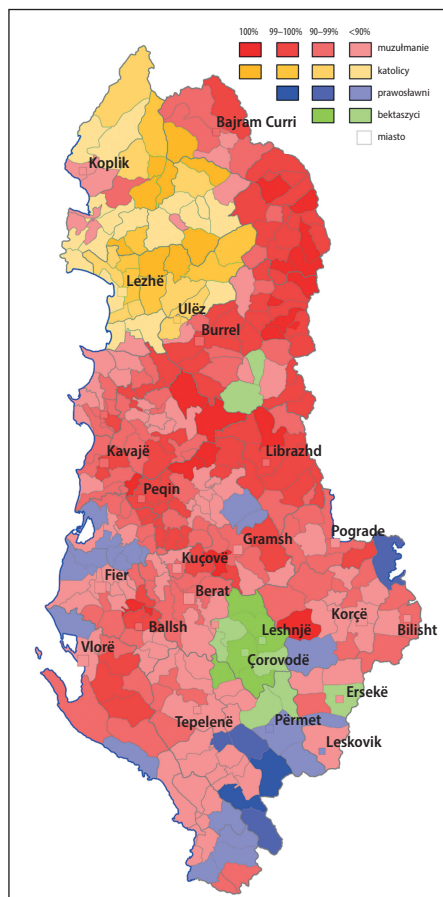 100% 99–100% 90–99% <90%
muzułmanie
katolicy
prawosławni
bektaszyci
miasto
Bajram Curri
Koplik
Lezhë
Ulëz
Burrel
Kavajë
Librazhd
Peqin
Gramsh
Pograde
Kuçovë
Fier
Berat
Korçë
Ballsh
Leshnjë
Bilisht
Vlorë
Çorovodë
Ersekë
Tepelenë
Përmet
Leskovik